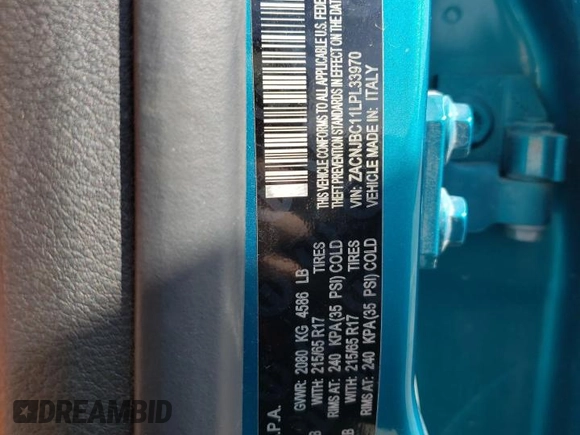 .P.A.
GVWR: 2080 KG 4586 LB
WITH: 215/65 R17 TIRES
RIMS AT: 240 KPA(35 PSI) COLD
WITH: 215/65 R17 TIRES
RIMS AT: 240 KPA(35 PSI) COLD
THIS VEHICLE CONFORMS TO ALL APPLICABLE U.S. FEDE
THEFT PREVENTION STANDARDS IN EFFECT ON THE
VIN: ZACNJBC11LPL33970
VEHICLE MADE IN: ITALY
B
LB
DREAMBID